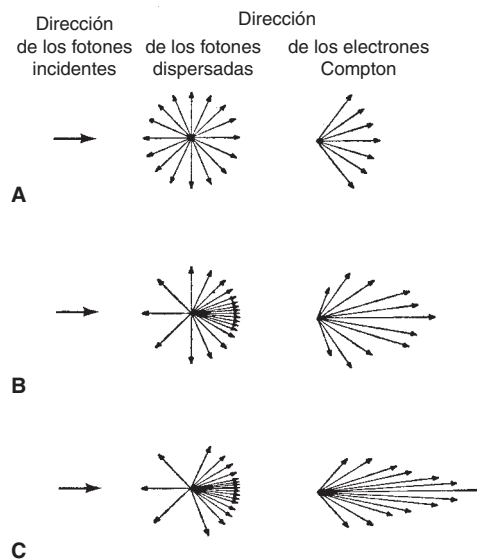 Dirección
de los fotones
incidentes
Dirección
de los fotones
dispersadas
de los electrones
Compton
A
B
C